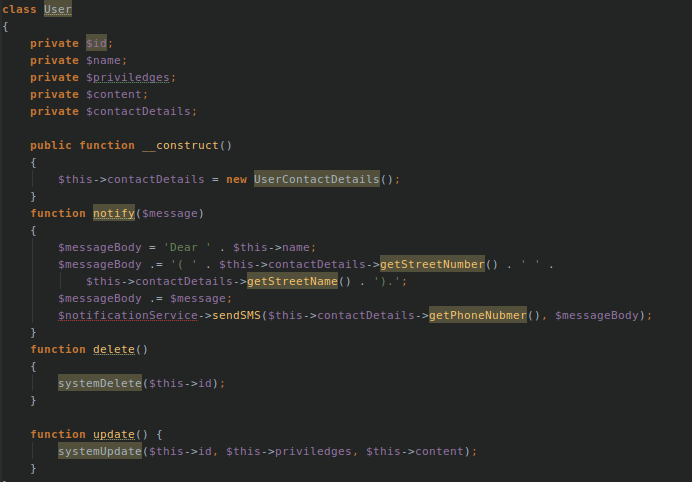 class User
{
    private $id;
    private $name;
    private $priviledges;
    private $content;
    private $contactDetails;

    public function __construct()
    {
        $this->contactDetails = new UserContactDetails();
    }
    function notify($message)
    {
        $messageBody = 'Dear ' . $this->name;
        $messageBody .= '( ' . $this->contactDetails->getStreetNumber() . ' ' .
            $this->contactDetails->getStreetName() . ').';
        $messageBody .= $message;
        $notificationService->sendSMS($this->contactDetails->getPhoneNubmer(), $messageBody);
    }
    function delete()
    {
        systemDelete($this->id);
    }

    function update() {
        systemUpdate($this->id, $this->priviledges, $this->content);
    }